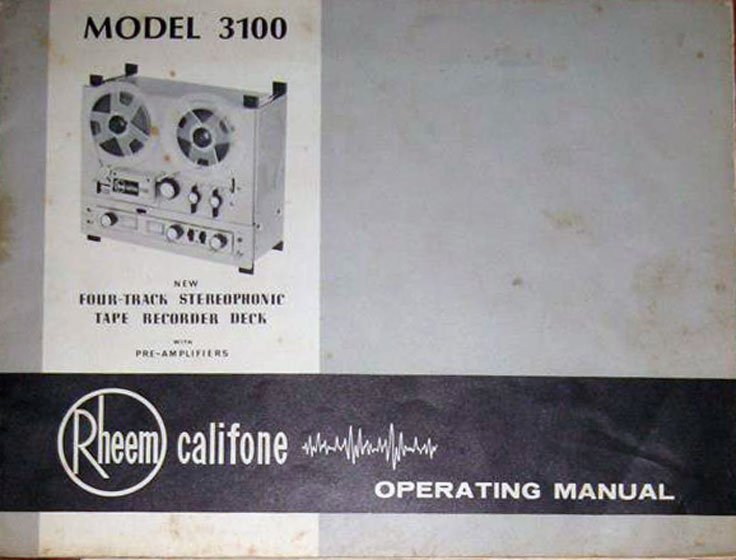 MODEL 3100
NEW
FOUR-TRACK STEREOPHONIC
TAPE RECORDER DECK
WITH
PRE-AMPLIFIERS
Rheem califone
OPERATING MANUAL